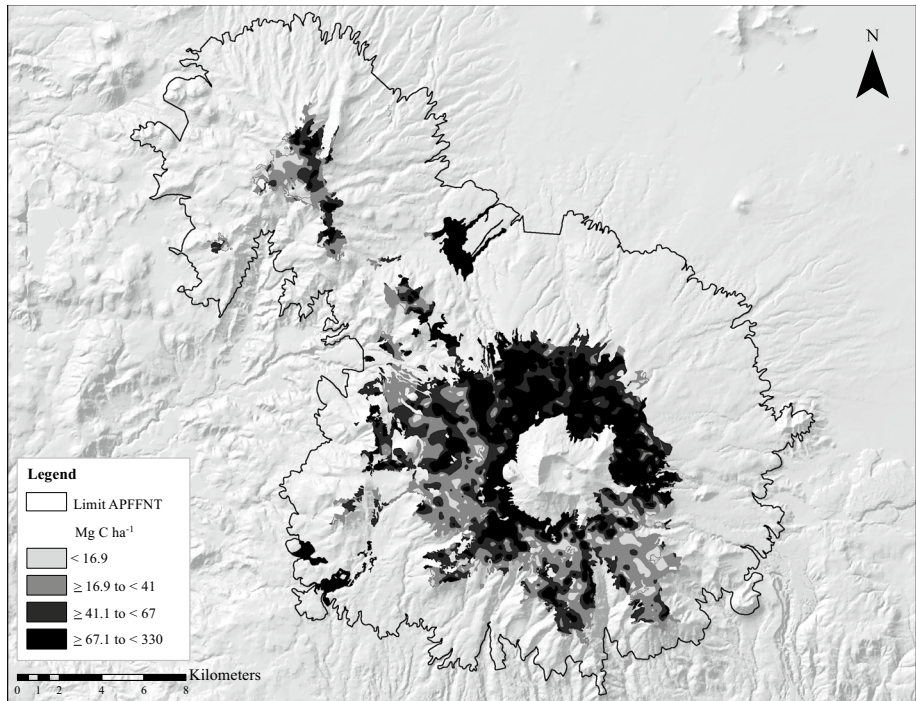 N
Legend
Limit APFFNT
Mg C ha-1
< 16.9
≥ 16.9 to < 41
≥ 41.1 to < 67
≥ 67.1 to < 330
Kilometers
0 1 2 4 6 8